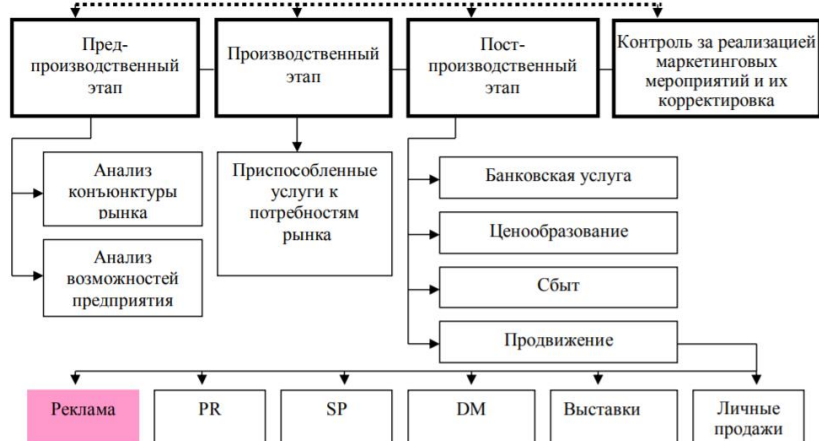 Пред-
производственный
этап
Производственный
этап
Пост-
производственный
этап
Контроль за реализацией
маркетинговых
мероприятий и их
корректировка
Анализ
конъюнктуры
рынка
Анализ
возможностей
предприятия
Приспособленные
услуги к
потребностям
рынка
Банковская услуга
Ценообразование
Сбыт
Продвижение
Реклама
PR
SP
DM
Выставки
Личные
продажи